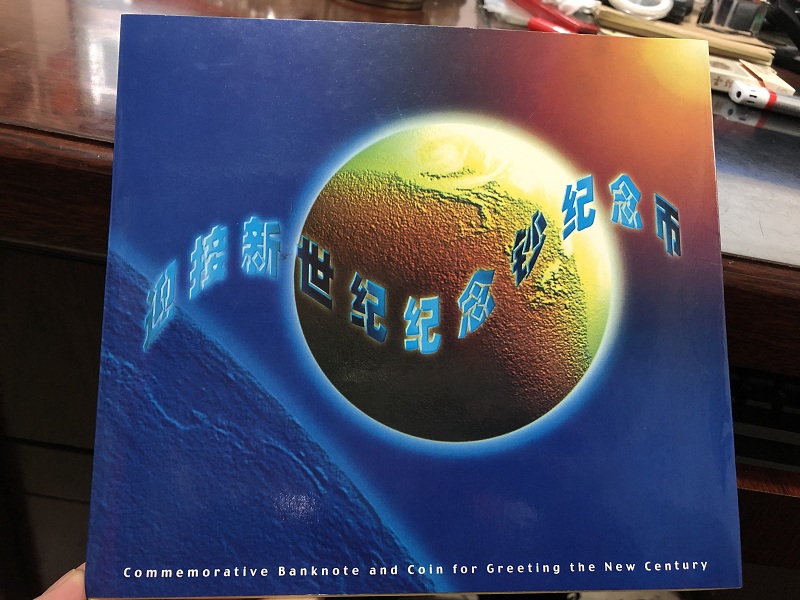 迎接新世纪纪念钞纪念币
Commemorative Banknote and Coin for Greeting the New Century